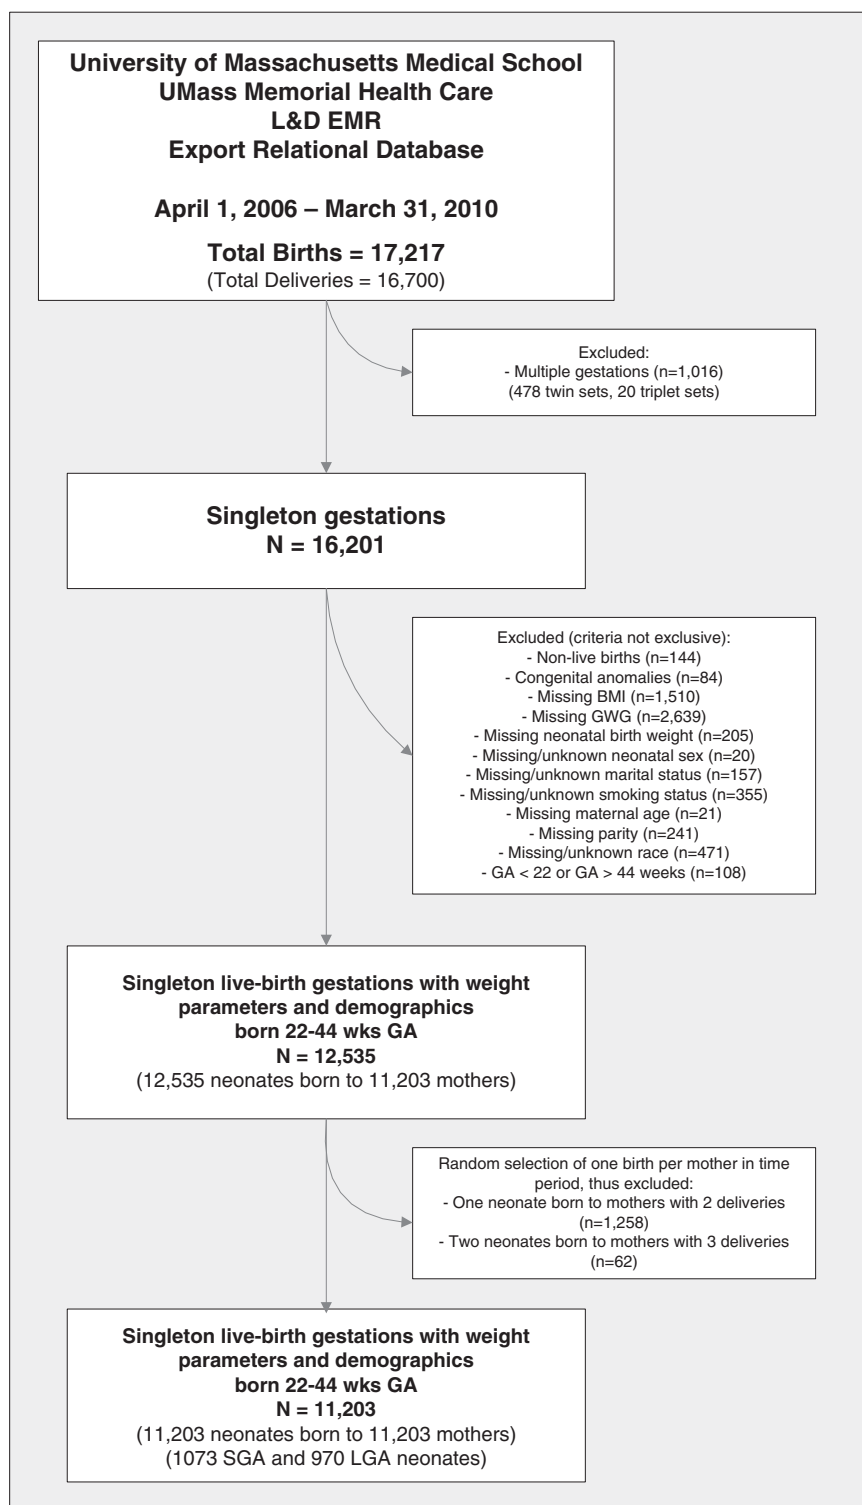 University of Massachusetts Medical School
UMass Memorial Health Care
L&D EMR
Export Relational Database
April 1, 2006 – March 31, 2010
Total Births = 17,217
(Total Deliveries = 16,700)
Excluded:
- Multiple gestations (n=1,016)
(478 twin sets, 20 triplet sets)
Singleton gestations
N = 16,201
Excluded (criteria not exclusive):
- Non-live births (n=144)
- Congenital anomalies (n=84)
- Missing BMI (n=1,510)
- Missing GWG (n=2,639)
- Missing neonatal birth weight (n=205)
- Missing/unknown neonatal sex (n=20)
- Missing/unknown marital status (n=157)
- Missing/unknown smoking status (n=355)
- Missing maternal age (n=21)
- Missing parity (n=241)
- Missing/unknown race (n=471)
- GA < 22 or GA > 44 weeks (n=108)
Singleton live-birth gestations with weight
parameters and demographics
born 22-44 wks GA
N = 12,535
(12,535 neonates born to 11,203 mothers)
Random selection of one birth per mother in time
period, thus excluded:
- One neonate born to mothers with 2 deliveries
(n=1,258)
- Two neonates born to mothers with 3 deliveries
(n=62)
Singleton live-birth gestations with weight
parameters and demographics
born 22-44 wks GA
N = 11,203
(11,203 neonates born to 11,203 mothers)
(1073 SGA and 970 LGA neonates)